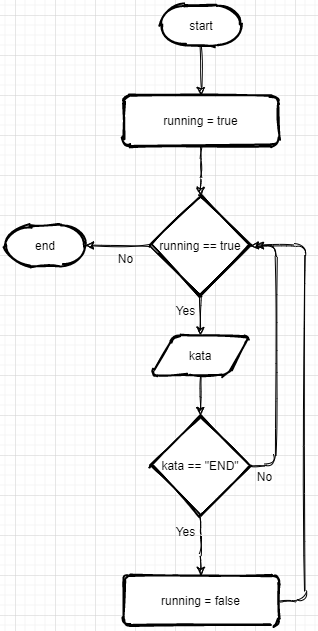 start
running = true
running == true
end
No
Yes
kata
kata == "END"
No
Yes
running = false